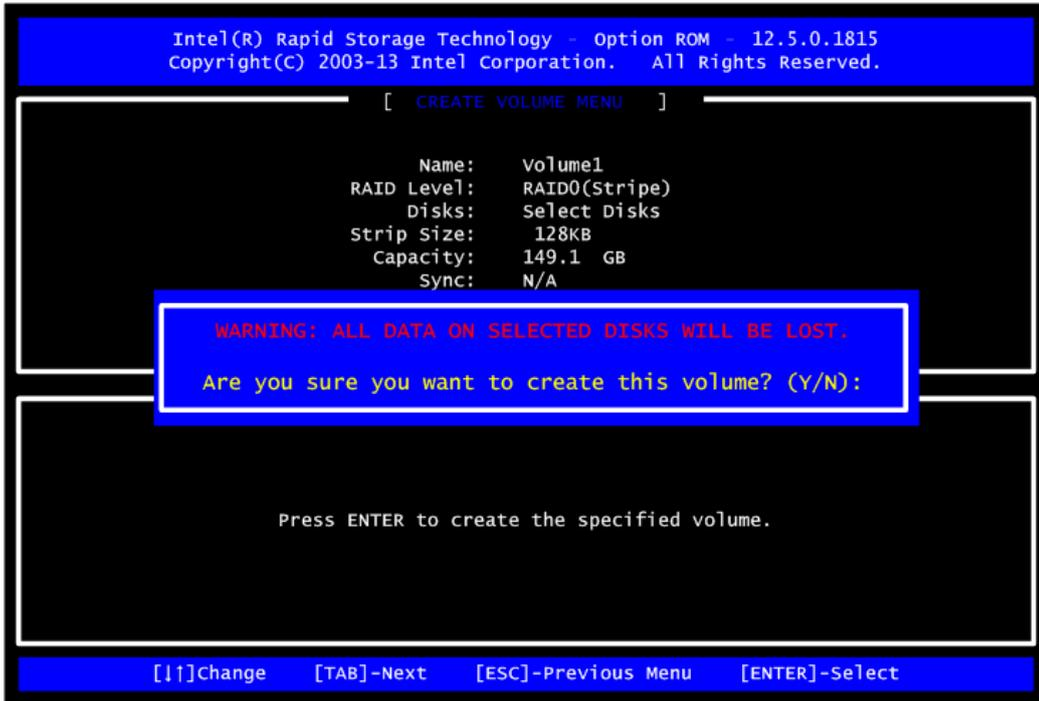 Intel(R) Rapid Storage Technology - Option ROM - 12.5.0.1815
Copyright(C) 2003-13 Intel Corporation. All Rights Reserved.
[ CREATE VOLUME MENU ]
Name: Volume1
RAID Level: RAID0(Stripe)
Disks: Select Disks
Strip Size: 128KB
Capacity: 149.1 GB
Sync: N/A
WARNING: ALL DATA ON SELECTED DISKS WILL BE LOST.
Are you sure you want to create this volume? (Y/N):
Press ENTER to create the specified volume.
[↓↑]Change [TAB]-Next [ESC]-Previous Menu [ENTER]-Select